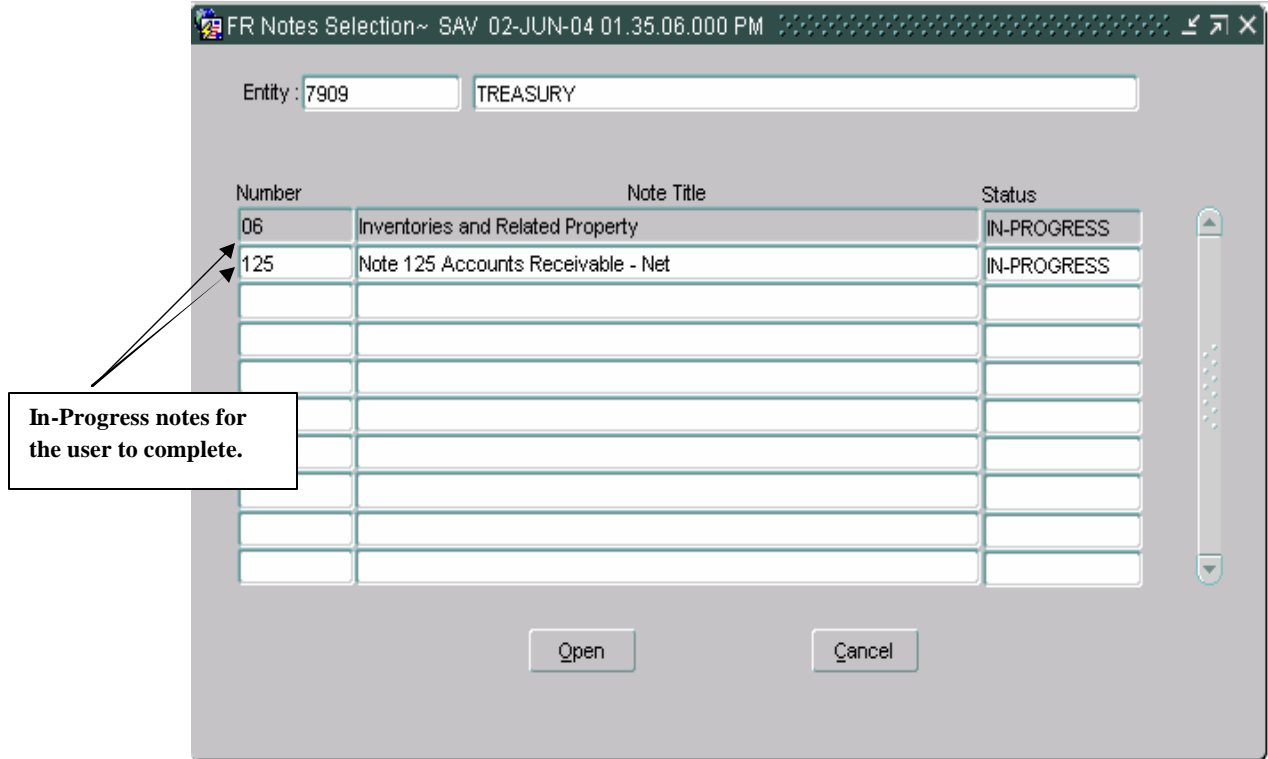 FR Notes Selection~ SAV 02-JUN-04 01.35.06.000 PM
Entity : 7909 TREASURY
Number Note Title Status
06 Inventories and Related Property IN-PROGRESS
125 Note 125 Accounts Receivable - Net IN-PROGRESS
In-Progress notes for
the user to complete.
Open Cancel